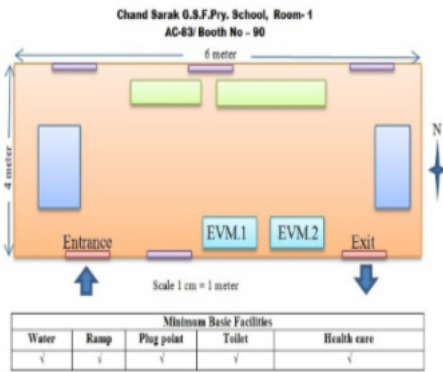 Chand Sarak G.S.F.Pry. School, Room- 1
AC-83/ Booth No – 90
6 meter
4 meter
N
EVM.1 EVM.2
Entrance Exit
Scale 1 cm = 1 meter
Minimum Basic Facilities
Water Ramp Plug point Toilet Health care
√ √ √ √ √